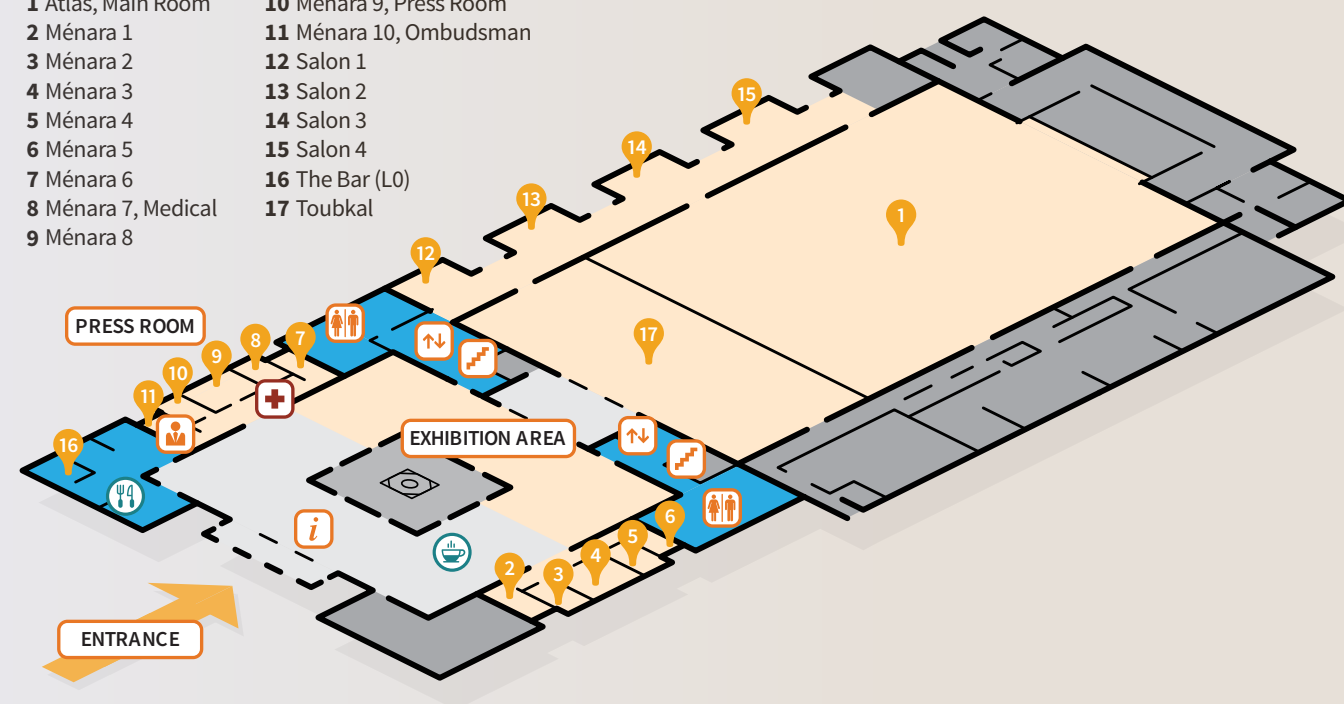 1 Atlas, Main Room
2 Ménara 1
3 Ménara 2
4 Ménara 3
5 Ménara 4
6 Ménara 5
7 Ménara 6
8 Ménara 7, Medical
9 Ménara 8
10 Ménara 9, Press Room
11 Ménara 10, Ombudsman
12 Salon 1
13 Salon 2
14 Salon 3
15 Salon 4
16 The Bar (L0)
17 Toubkal
15
14
13
1
12
17
PRESS ROOM
7
8
9
10
11
16
EXHIBITION AREA
i
6
5
4
3
2
ENTRANCE